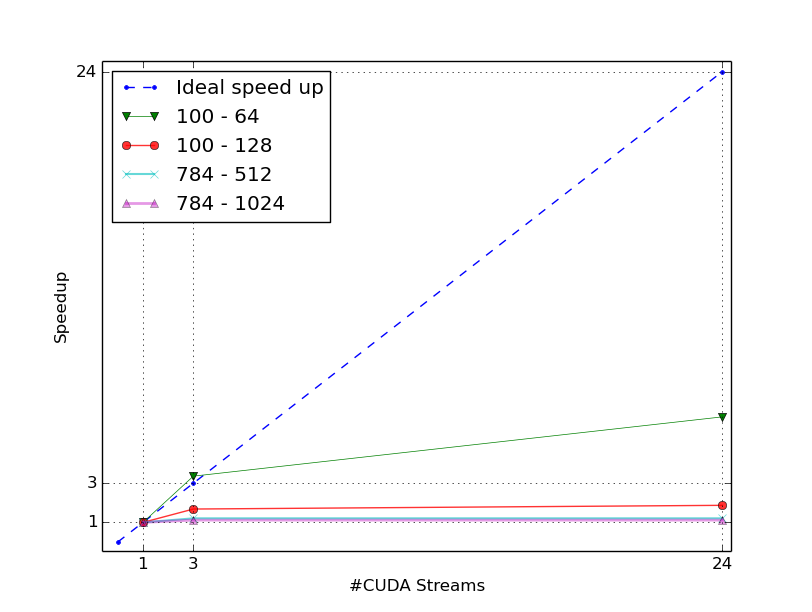 24
Ideal speed up
100 - 64
100 - 128
784 - 512
784 - 1024
Speedup
3
1
1 3 24
#CUDA Streams